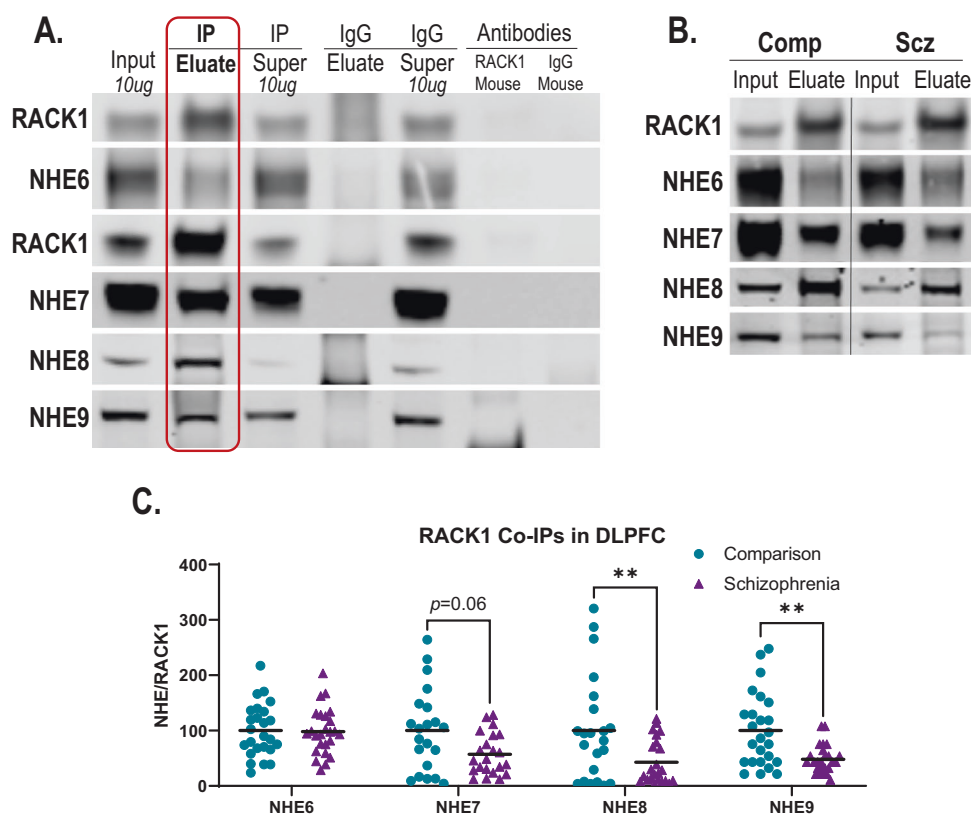 A.
IP IP IgG IgG Antibodies
Input Eluate Super Eluate Super RACK1 IgG
10ug 10ug 10ug Mouse Mouse
RACK1
NHE6
RACK1
NHE7
NHE8
NHE9
B.
Comp Scz
Input Eluate Input Eluate
RACK1
NHE6
NHE7
NHE8
NHE9
C.
RACK1 Co-IPs in DLPFC
Comparison
Schizophrenia
NHE/RACK1
400
300
200
100
0
p=0.06
**
**
NHE6 NHE7 NHE8 NHE9